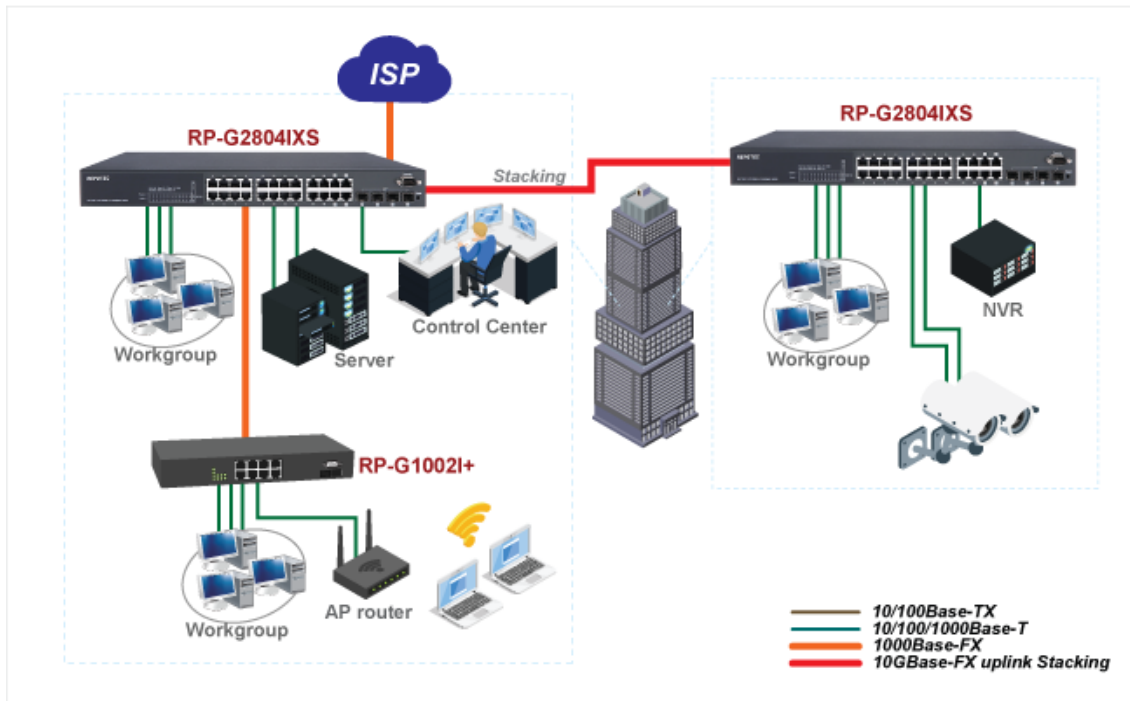 ISP
RP-G2804IXS
RP-G2804IXS
Stacking
Workgroup
Server
Control Center
Workgroup
NVR
RP-G1002I+
Workgroup
AP router
10/100Base-TX
10/100/1000Base-T
1000Base-FX
10GBase-FX uplink Stacking